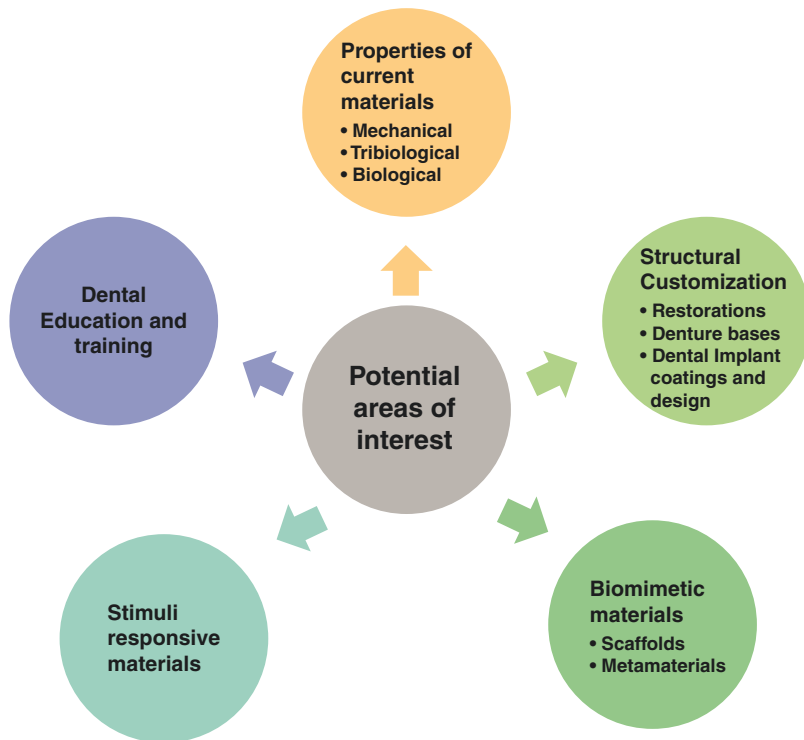 Properties of
current
materials
• Mechanical
• Tribiological
• Biological
Structural
Customization
• Restorations
• Denture bases
• Dental Implant
coatings and
design
Biomimetic
materials
• Scaffolds
• Metamaterials
Stimuli
responsive
materials
Dental
Education and
training
Potential
areas of
interest